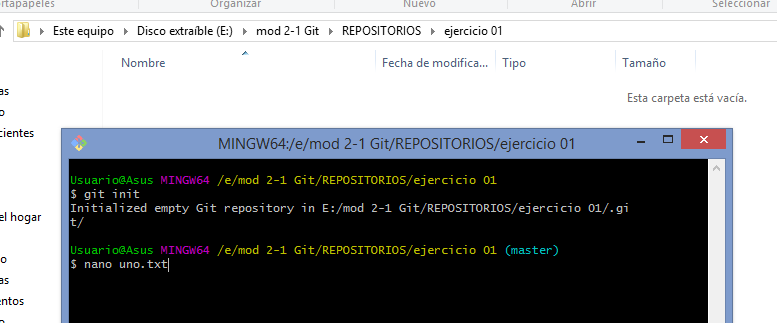 rtapapeles Organizar Nuevo Abrir Seleccionar
Este equipo Disco extraíble (E:) mod 2-1 Git REPOSITORIOS ejercicio 01
Nombre Fecha de modifica... Tipo Tamaño
as
Esta carpeta está vacía.
o
cientes
MINGW64:/e/mod 2-1 Git/REPOSITORIOS/ejercicio 01
Usuario@Asus MINGW64 /e/mod 2-1 Git/REPOSITORIOS/ejercicio 01
$ git init
Initialized empty Git repository in E:/mod 2-1 Git/REPOSITORIOS/ejercicio 01/.gi
t/
el hogar
Usuario@Asus MINGW64 /e/mod 2-1 Git/REPOSITORIOS/ejercicio 01 (master)
o
$ nano uno.txt
as
entos
o